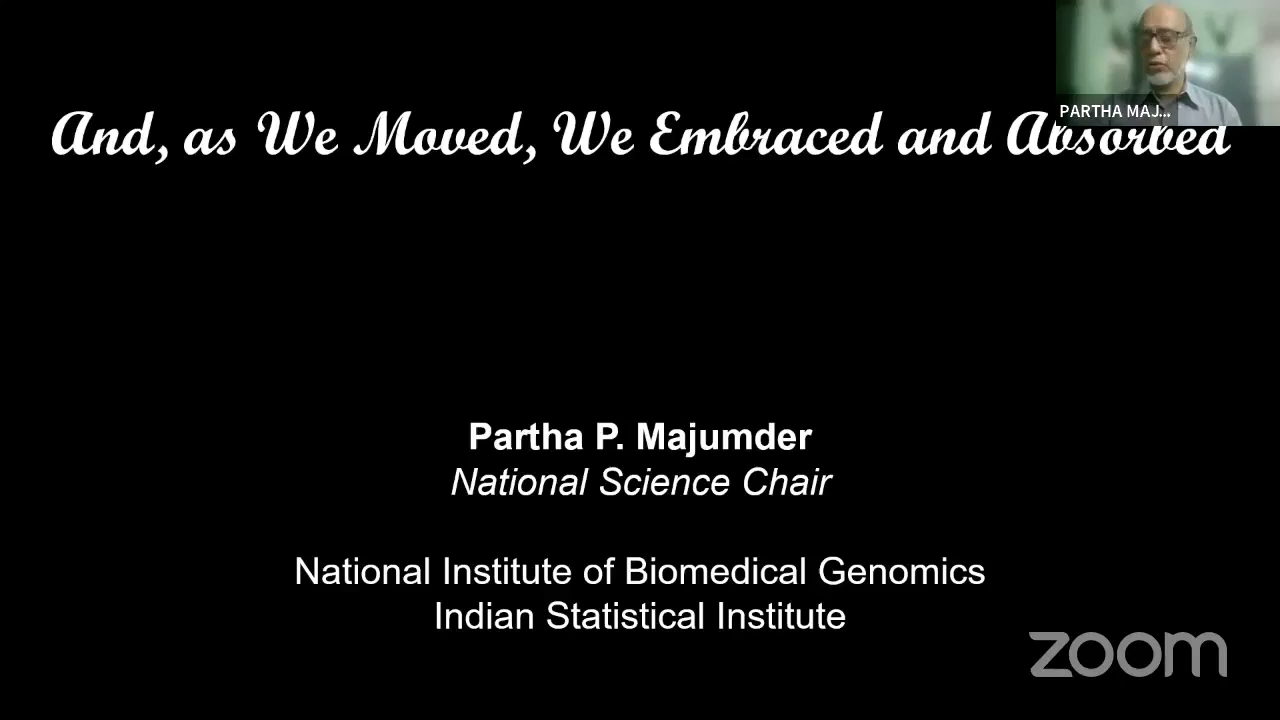 And, as We Moved, We Embraced and Absorbed
PARTHA MAJ...
Partha P. Majumder
National Science Chair
National Institute of Biomedical Genomics
Indian Statistical Institute
zoom